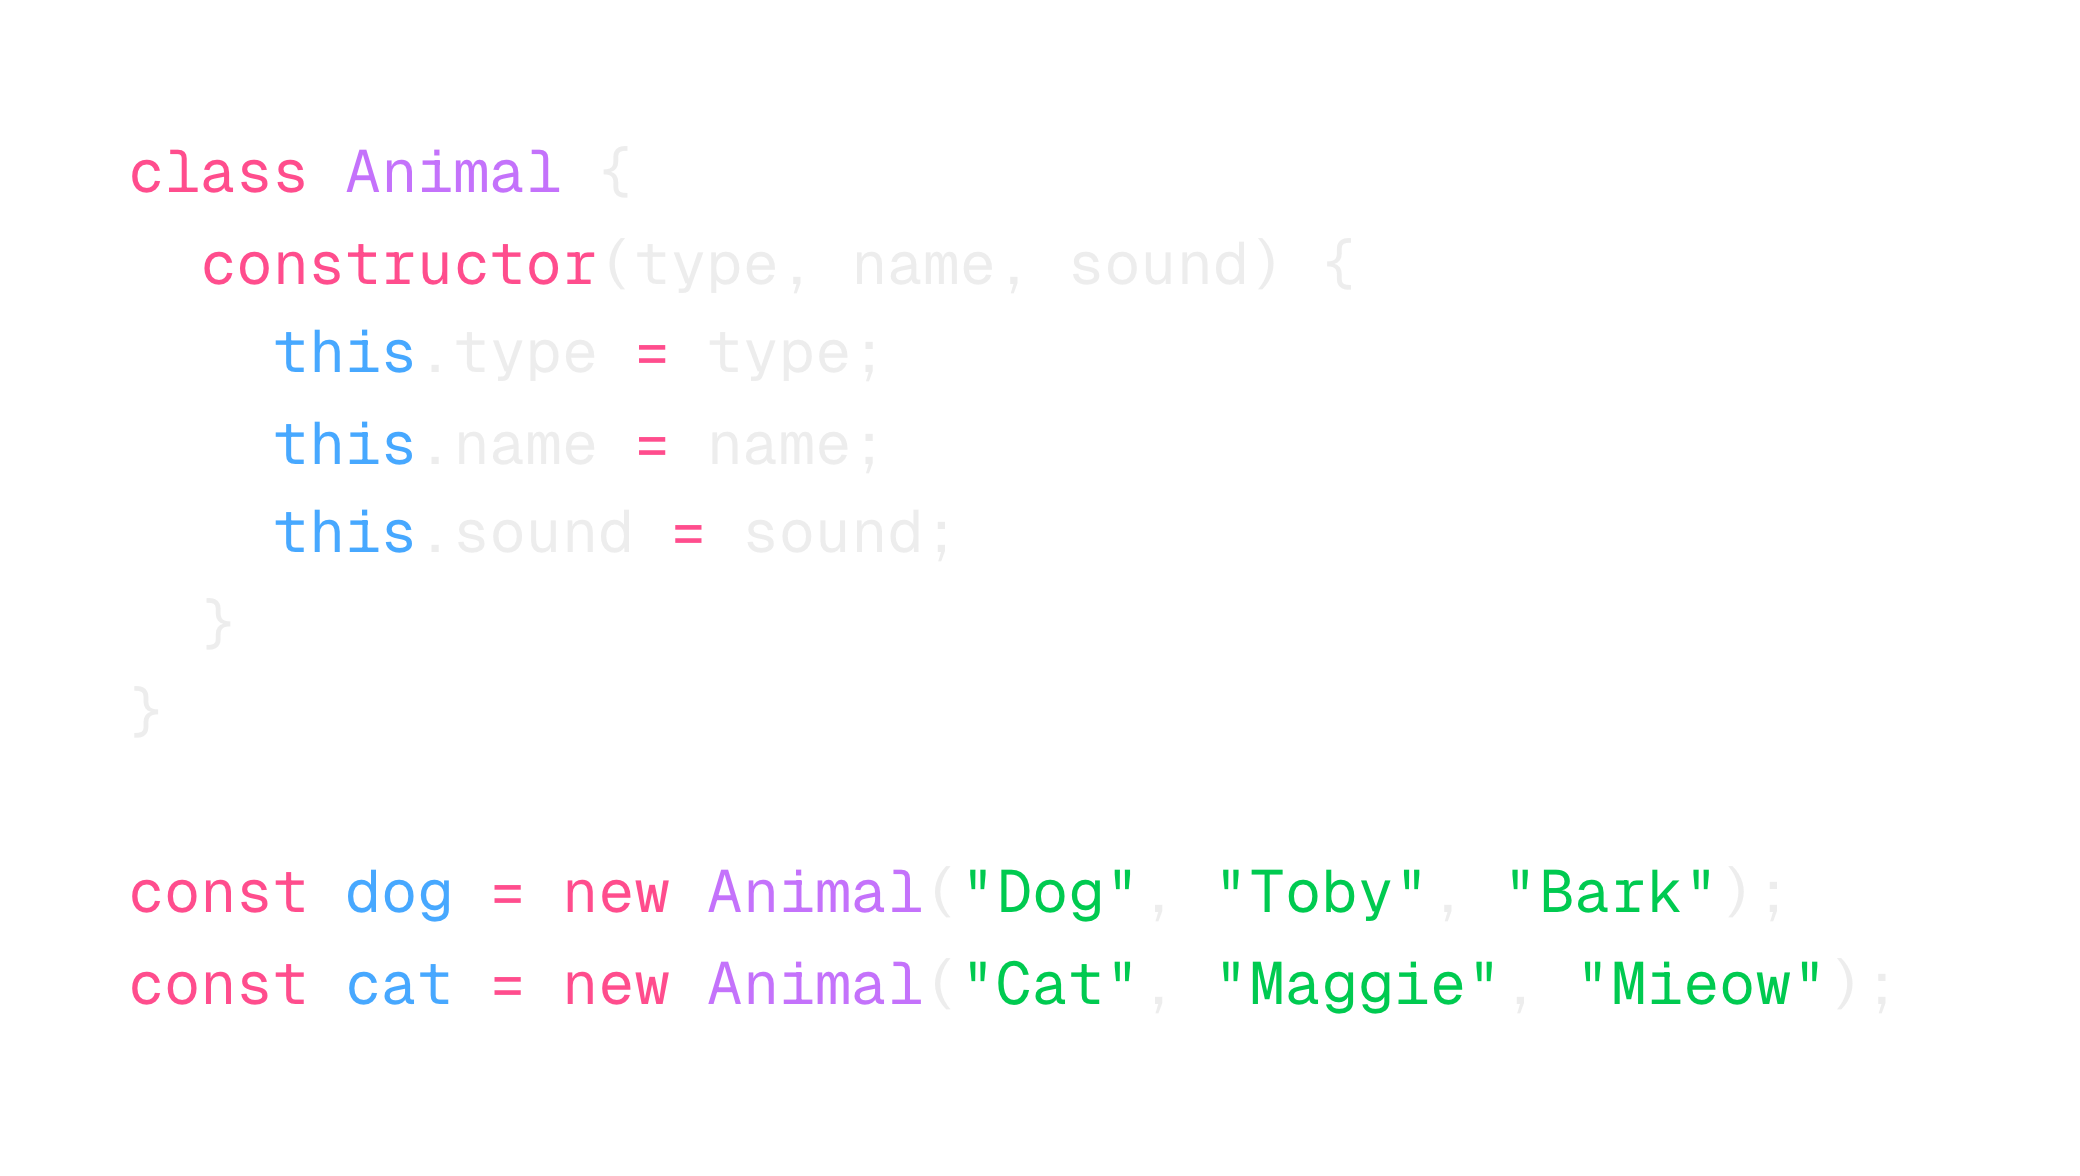 class Animal {
  constructor(type, name, sound) {
    this.type = type;
    this.name = name;
    this.sound = sound;
  }
}

const dog = new Animal("Dog", "Toby", "Bark");
const cat = new Animal("Cat", "Maggie", "Mieow");